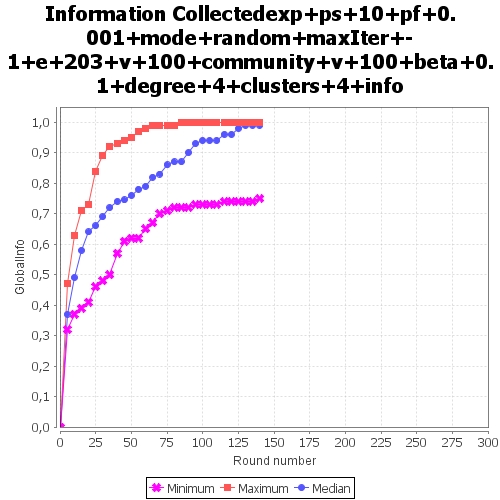 Information Collectedexp+ps+10+pf+0.
001+mode+random+maxIter+-
1+e+203+v+100+community+v+100+beta+0.
1+degree+4+clusters+4+info
1,0
0,9
0,8
0,7
0,6
0,5
0,4
0,3
0,2
0,1
0,0
GlobalInfo
0 25 50 75 100 125 150 175 200 225 250 275 300
Round number
Minimum Maximum Median